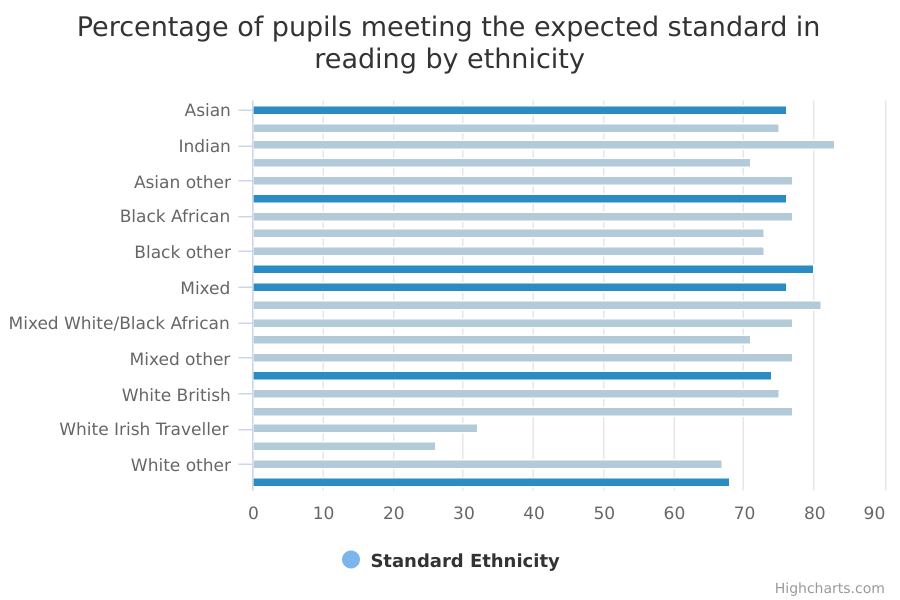 Percentage of pupils meeting the expected standard in
reading by ethnicity
Asian
Indian
Asian other
Black African
Black other
Mixed
Mixed White/Black African
Mixed other
White British
White Irish Traveller
White other
0 10 20 30 40 50 60 70 80 90
Standard Ethnicity
Highcharts.com